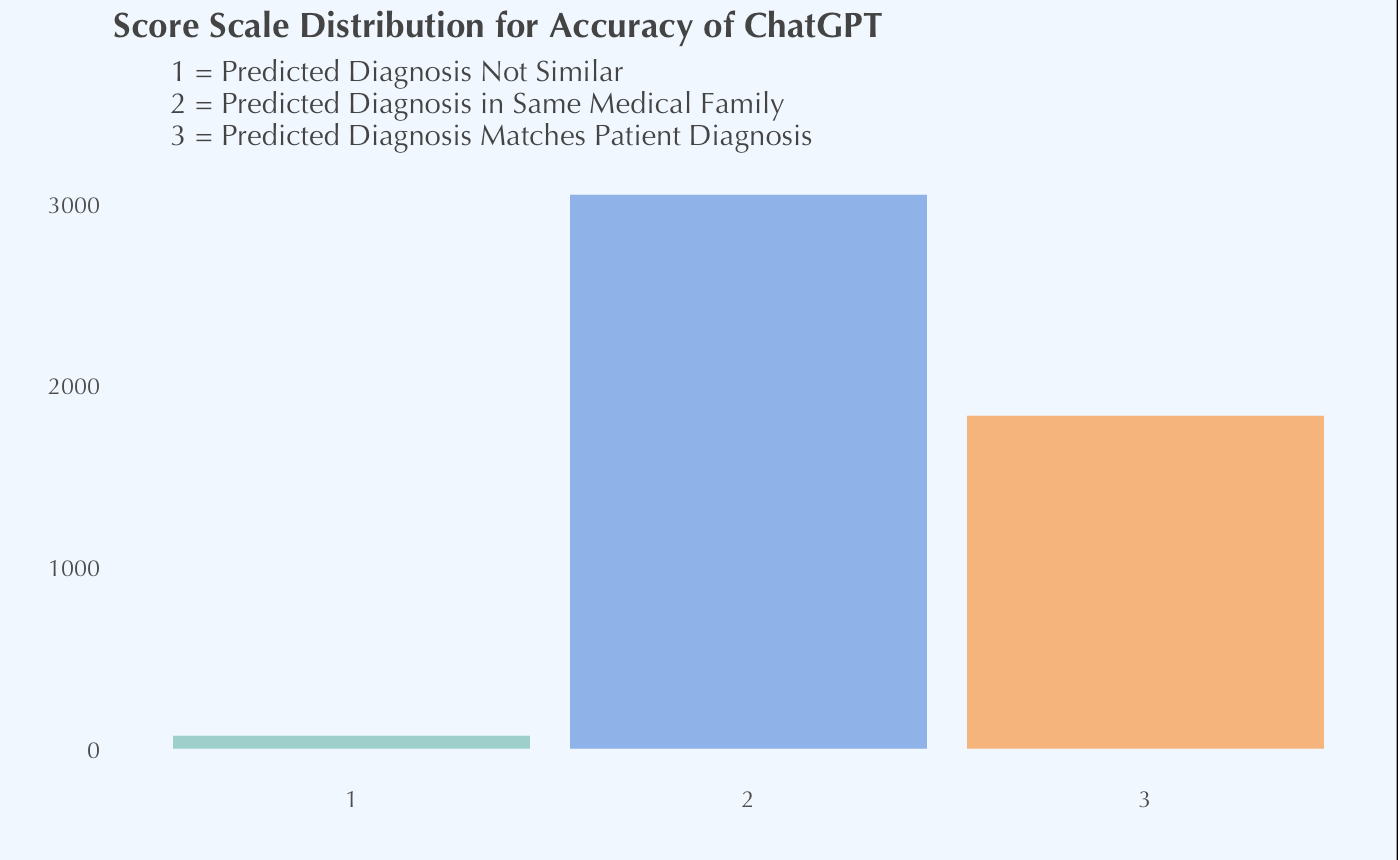 Score Scale Distribution for Accuracy of ChatGPT
1 = Predicted Diagnosis Not Similar
2 = Predicted Diagnosis in Same Medical Family
3 = Predicted Diagnosis Matches Patient Diagnosis
3000
2000
1000
0
1 2 3